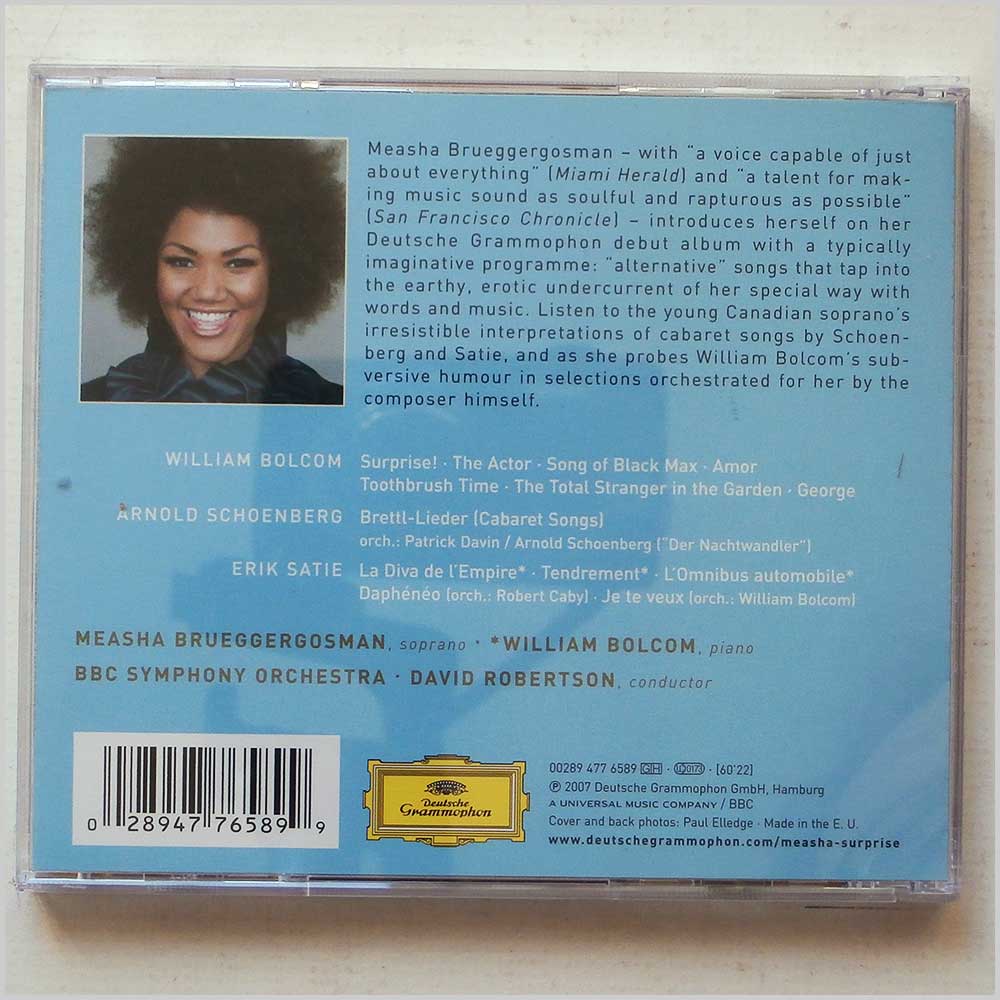 Measha Brueggergosman – with “a voice capable of just
about everything” (Miami Herald) and “a talent for mak-
ing music sound as soulful and rapturous as possible”
(San Francisco Chronicle) – introduces herself on her
Deutsche Grammophon debut album with a typically
imaginative programme: “alternative” songs that tap into
the earthy, erotic undercurrent of her special way with
words and music. Listen to the young Canadian soprano’s
irresistible interpretations of cabaret songs by Schoen-
berg and Satie, and as she probes William Bolcom’s sub-
versive humour in selections orchestrated for her by the
composer himself.
WILLIAM BOLCOM Surprise! · The Actor · Song of Black Max · Amor
Toothbrush Time · The Total Stranger in the Garden · George
ARNOLD SCHOENBERG Brettl-Lieder (Cabaret Songs)
orch.: Patrick Davin / Arnold Schoenberg (“Der Nachtwandler”)
ERIK SATIE La Diva de l’Empire* · Tendrement* · L’Omnibus automobile*
Daphénéo (orch.: Robert Caby) · Je te veux (orch.: William Bolcom)
MEASHA BRUEGGERGOSMAN, soprano · *WILLIAM BOLCOM, piano
BBC SYMPHONY ORCHESTRA · DAVID ROBERTSON, conductor
0 28947 76589 9
Deutsche
Grammophon
00289 477 6589 GH · LC 0173 · [60’22]
℗ 2007 Deutsche Grammophon GmbH, Hamburg
A UNIVERSAL MUSIC COMPANY / BBC
Cover and back photos: Paul Elledge · Made in the E. U.
www.deutschegrammophon.com/measha-surprise